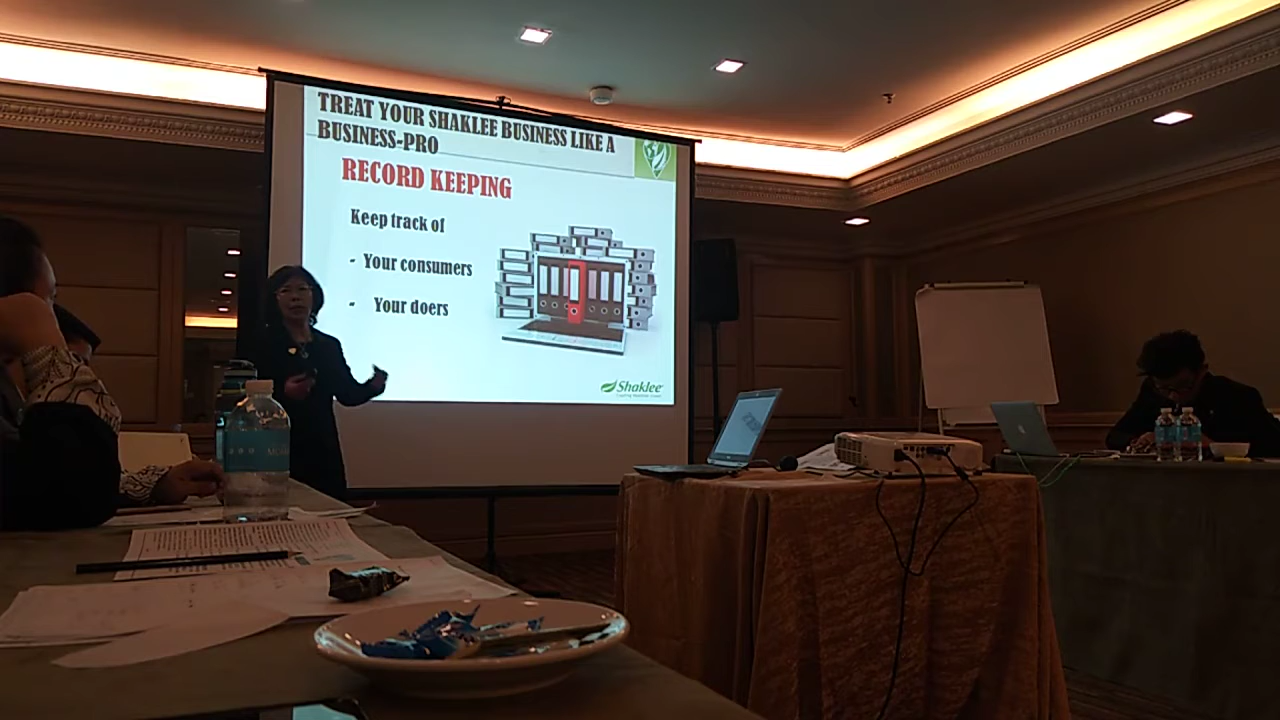 TREAT YOUR SHAKLEE BUSINESS LIKE A
BUSINESS-PRO
RECORD KEEPING
Keep track of
- Your consumers
- Your doers
Shaklee